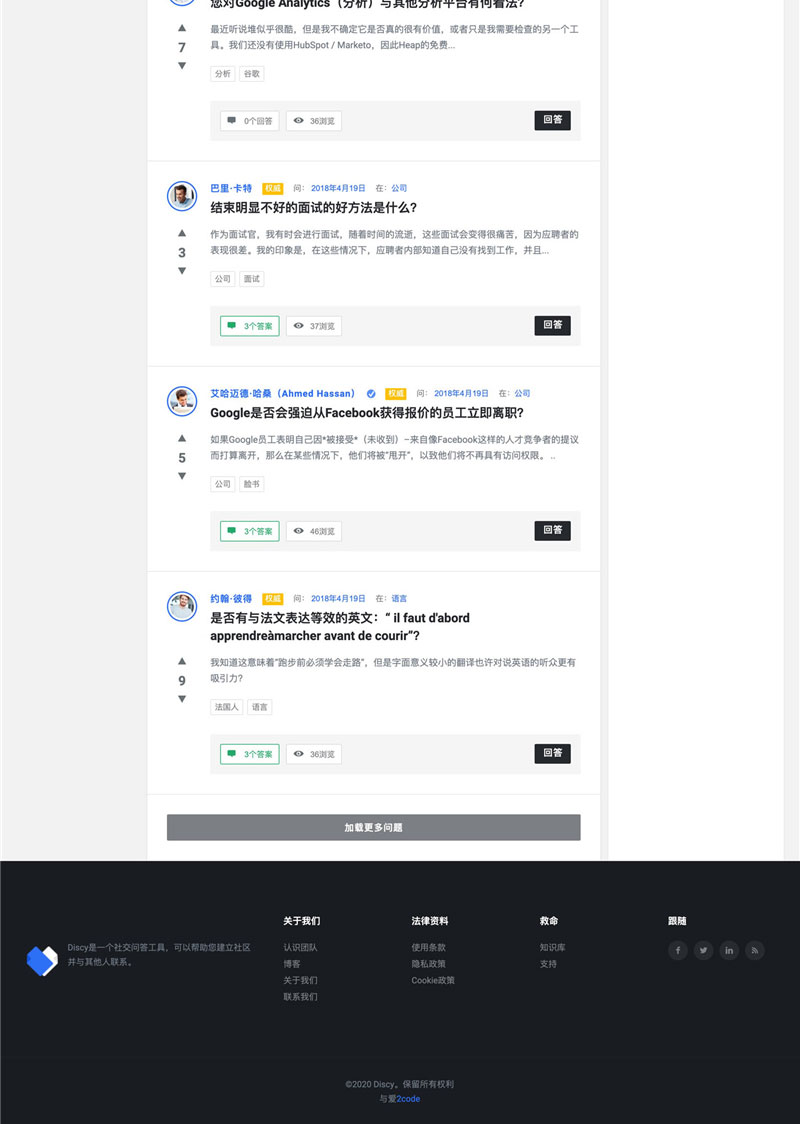 您对Google Analytics（分析）与其他分析平台有何看法?
最近听说堆似乎很酷，但是我不确定它是否真的很有价值，或者只是我需要检查的另一个工
具。我们还没有使用HubSpot / Marketo，因此Heap的免费...
7
分析 谷歌
0个回答 36浏览 回答
巴里·卡特 权威 问： 2018年4月19日 在：公司
结束明显不好的面试的好方法是什么？
作为面试官，我有时会进行面试，随着时间的流逝，这些面试会变得很痛苦，因为应聘者的
表现很差。我的印象是，在这些情况下，应聘者内部知道自己没有找到工作，并且...
3
公司 面试
3个答案 37浏览 回答
艾哈迈德·哈桑（Ahmed Hassan） 权威 问： 2018年4月19日 在：公司
Google是否会强迫从Facebook获得报价的员工立即离职？
如果Google员工表明自己已因*被接受*（未收到）–来自像Facebook这样的人才竞争者的提议
而打算离开，那么在某些情况下，他们将被“甩开”，以致他们将不再具有访问权限。 ..
5
公司 脸书
3个答案 46浏览 回答
约翰·彼得 权威 问： 2018年4月19日 在：语言
是否有与法文表达等效的英文：“ il faut d'abord
apprendreàmarcher avant de courir”?
我知道这意味着“跑步前必须学会走路”，但是字面意义较小的翻译也许对说英语的听众更有
吸引力？
9
法国人 语言
3个答案 36浏览 回答
加载更多问题
Discy是一个社交问答工具，可以帮助您建立社区
并与其他人联系。
关于我们
认识团队
博客
关于我们
联系我们
法律资料
使用条款
隐私政策
Cookie政策
救命
知识库
支持
跟随
©2020 Discy。保留所有权利
与爱2code